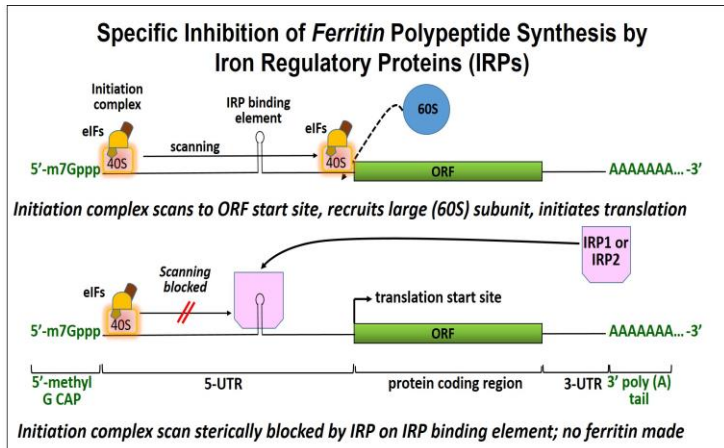 Specific Inhibition of Ferritin Polypeptide Synthesis by
Iron Regulatory Proteins (IRPs)
Initiation
complex
IRP binding
element
eIFs
eIFs
60S
scanning
40S
40S
5'-m7Gppp
ORF
AAAAAAA... -3'
Initiation complex scans to ORF start site, recruits large (60S) subunit, initiates translation
IRP1 or
IRP2
Scanning
blocked
eIFs
translation start site
40S
5'-m7Gppp
ORF
AAAAAAA... -3'
5'-methyl
G CAP
5-UTR
protein coding region
3-UTR
3' poly (A)
tail
Initiation complex scan sterically blocked by IRP on IRP binding element; no ferritin made